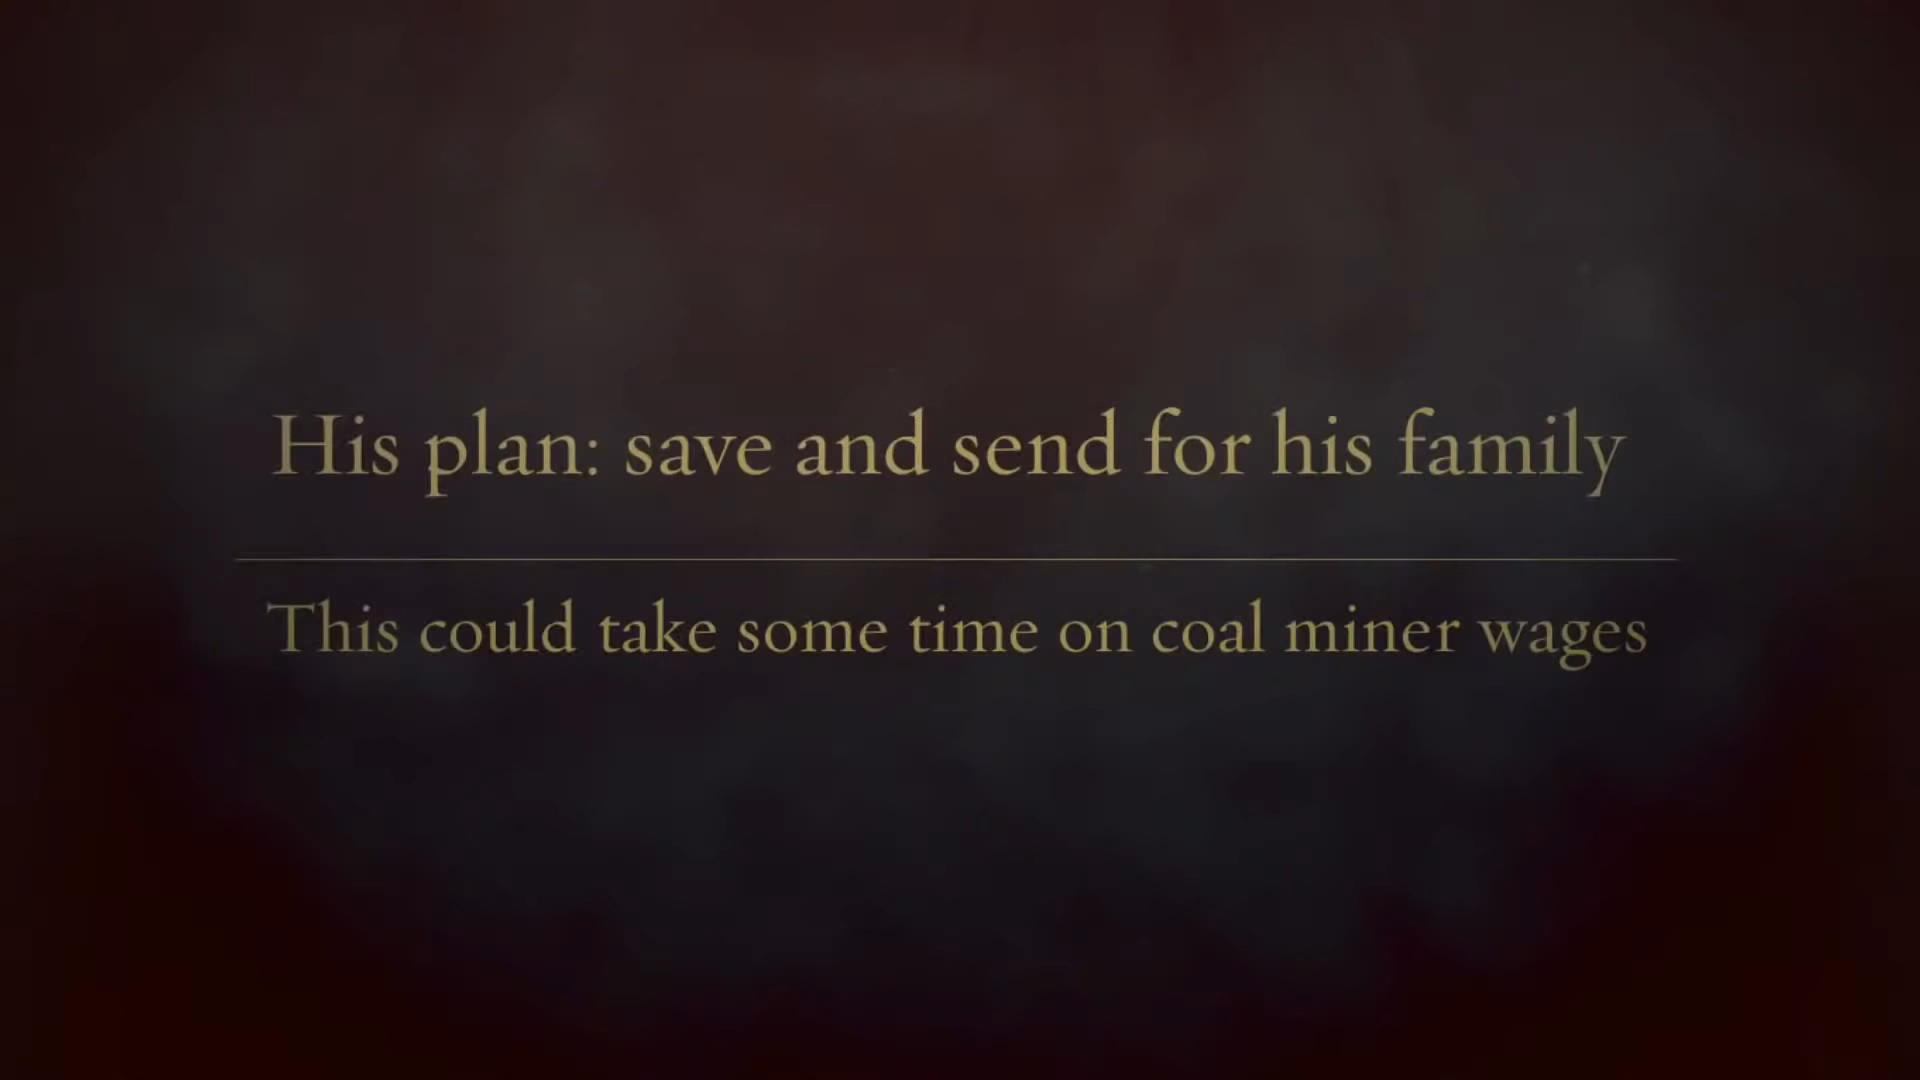 His plan: save and send for his family
This could take some time on coal miner wages